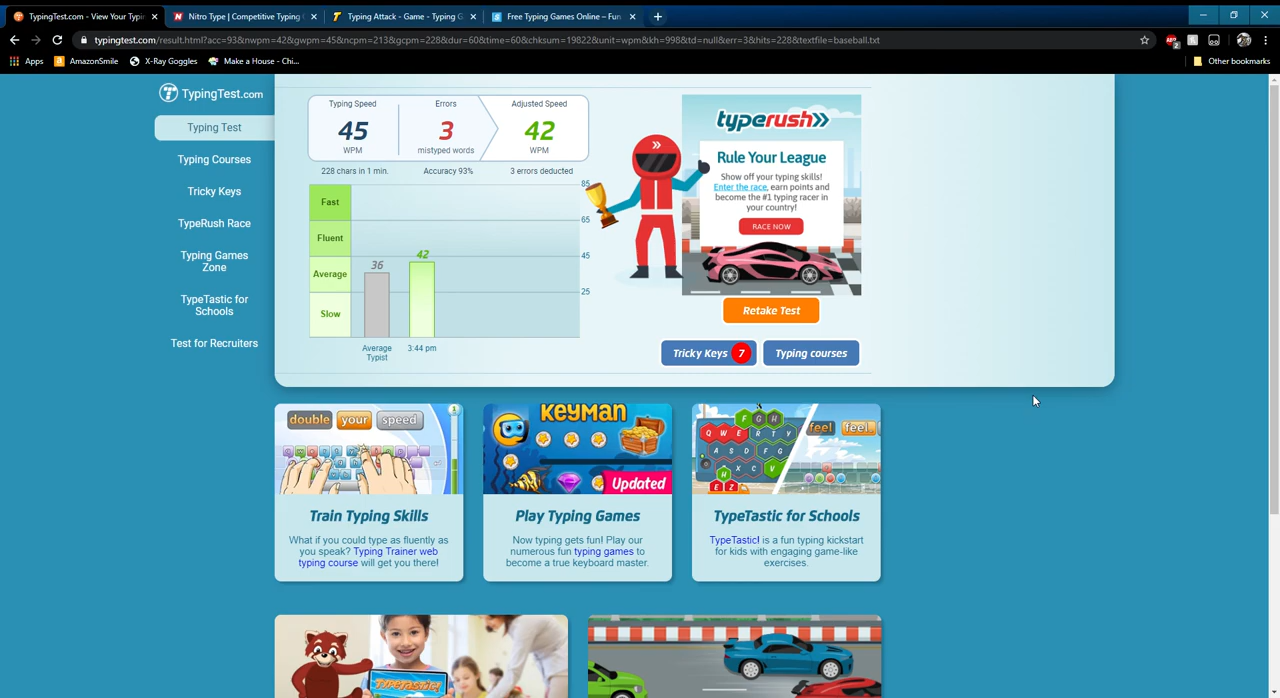 TypingTest.com - View Your Typin
Nitro Type | Competitive Typing
Typing Attack - Game - Typing G
Free Typing Games Online – Fun
typingtest.com/result.html?acc=93&nwpm=42&gwpm=45&ncpm=213&gcpm=228&dur=60&time=60&chksum=19822&unit=wpm&kh=998&td=null&err=3&hits=228&textfile=baseball.txt
Apps
AmazonSmile
X-Ray Goggles
Make a House - Chi...
Other bookmarks
TypingTest.com
Typing Test
Typing Courses
Tricky Keys
TypeRush Race
Typing Games
Zone
TypeTastic for
Schools
Test for Recruiters
Typing Speed
45
WPM
228 chars in 1 min.
Errors
3
mistyped words
Accuracy 93%
Adjusted Speed
42
WPM
3 errors deducted
Fast
Fluent
Average
Slow
85
65
45
25
36
42
Average
Typist
3:44 pm
typerush
Rule Your League
Show off your typing skills!
Enter the race, earn points and
become the #1 typing racer in
your country!
RACE NOW
Retake Test
Tricky Keys 7
Typing courses
double your speed
1
Train Typing Skills
What if you could type as fluently as
you speak? Typing Trainer web
typing course will get you there!
KEYMAN
Updated
Play Typing Games
Now typing gets fun! Play our
numerous fun typing games to
become a true keyboard master.
F G H
Q W E R T Y
A S D F G
H X C V
E Z
feel feel
TypeTastic for Schools
TypeTastic! is a fun typing kickstart
for kids with engaging game-like
exercises.
TYPETASTIC!